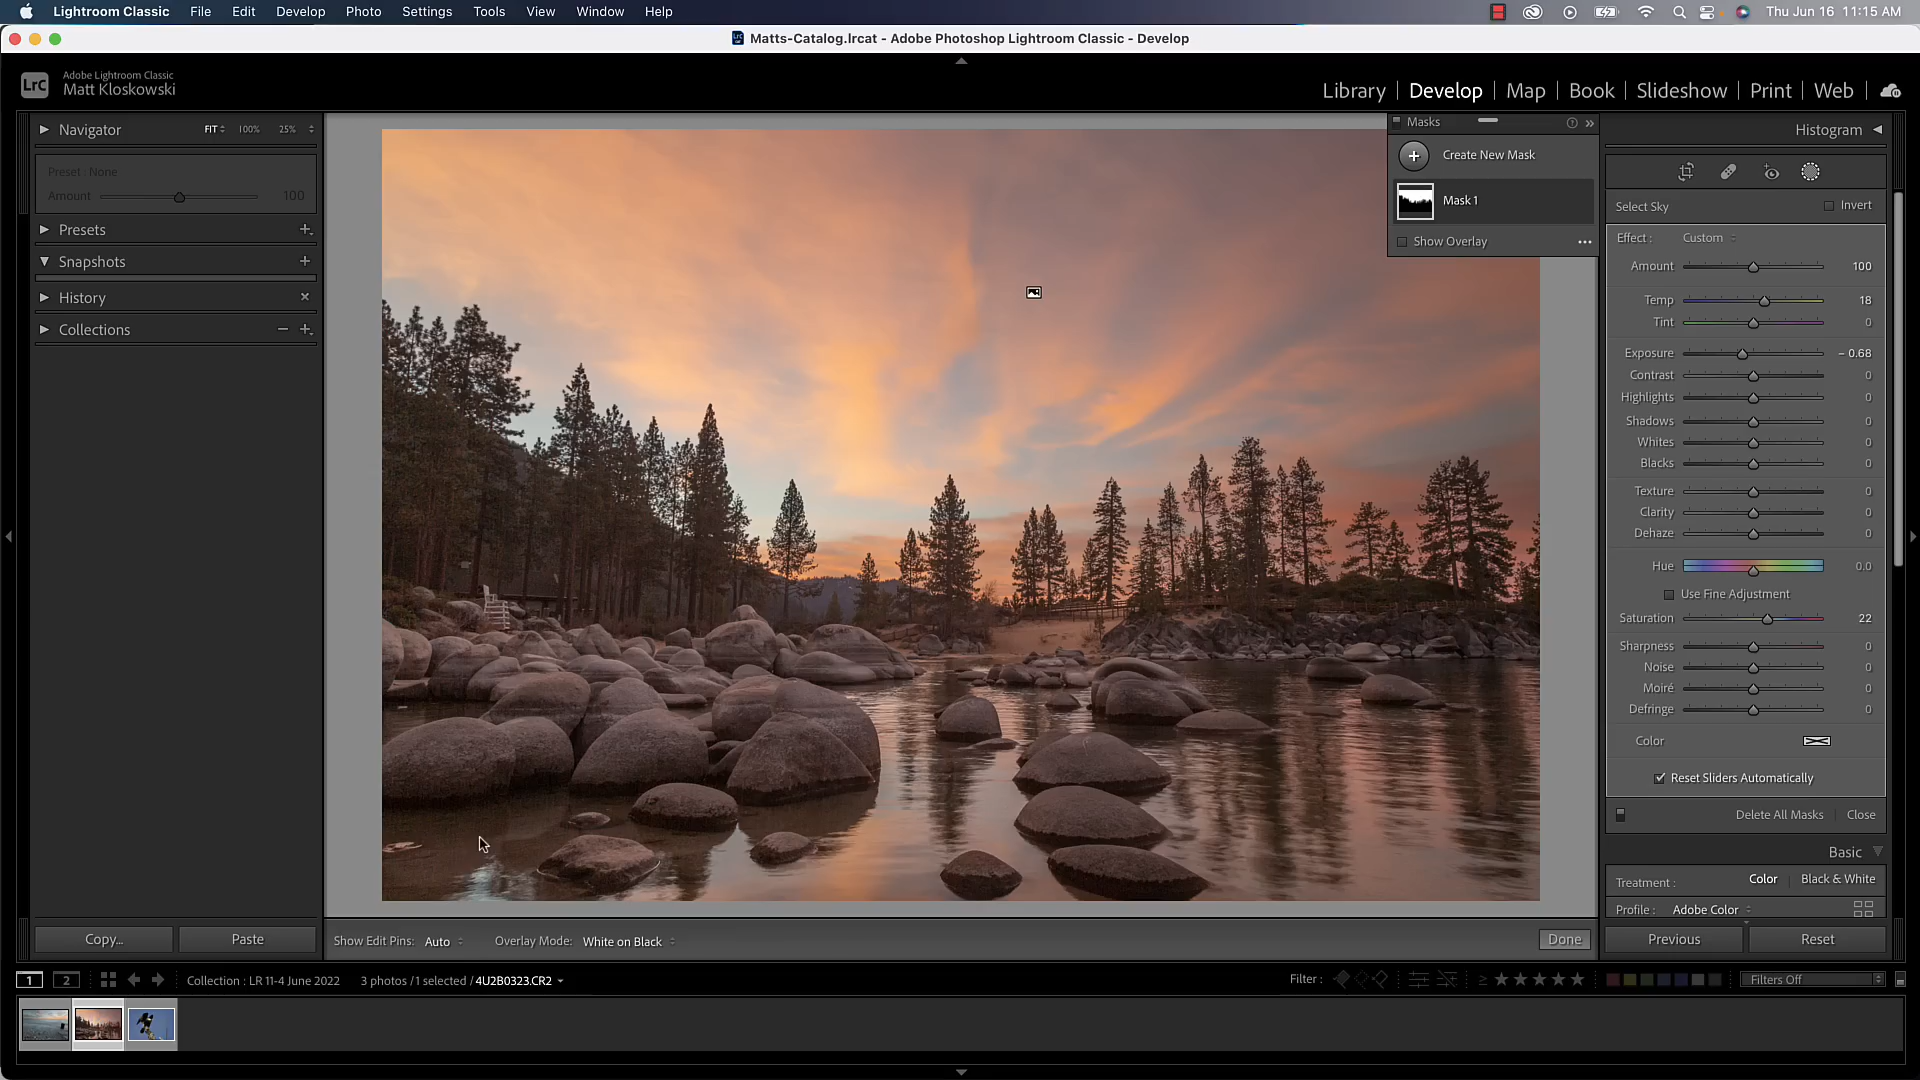 Lightroom Classic File Edit Develop Photo Settings Tools View Window Help Thu Jun 16 11:15 AM
Matts-Catalog.lrcat - Adobe Photoshop Lightroom Classic - Develop
LrC Adobe Lightroom Classic
Matt Kloskowski
Library | Develop | Map | Book | Slideshow | Print | Web
Navigator FIT 100% 25%
Preset : None
Amount 100
Presets
Snapshots
History
Collections
Copy... Paste
Masks
Create New Mask
Mask 1
Show Overlay
Histogram
Select Sky Invert
Effect : Custom
Amount 100
Temp 18
Tint 0
Exposure – 0.68
Contrast 0
Highlights 0
Shadows 0
Whites 0
Blacks 0
Texture 0
Clarity 0
Dehaze 0
Hue 0.0
Use Fine Adjustment
Saturation 22
Sharpness 0
Noise 0
Moiré 0
Defringe 0
Color
Reset Sliders Automatically
Delete All Masks Close
Basic
Treatment : Color Black & White
Profile : Adobe Color
Previous Reset
Show Edit Pins: Auto Overlay Mode: White on Black Done
1 2 Collection : LR 11-4 June 2022 3 photos / 1 selected / 4U2B0323.CR2 Filter : Filters Off